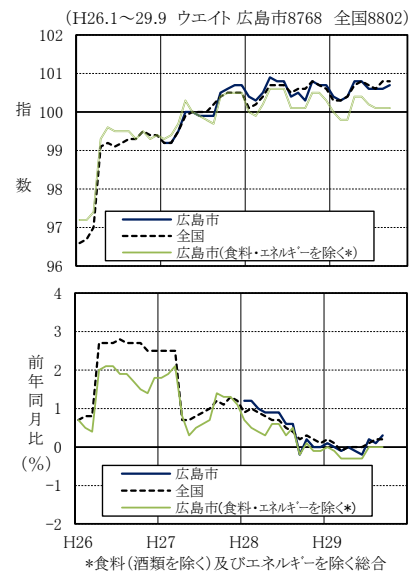 (H26.1～29.9 ウエイト 広島市8768 全国8802)
102
101
100
99
98
97
96
指
数
広島市
全国
広島市(食料・エネルギーを除く*)
4
3
2
1
0
-1
-2
前
年
同
月
比
(%)
広島市
全国
広島市(食料・エネルギーを除く*)
H26 H27 H28 H29
*食料(酒類を除く)及びエネルギーを除く総合